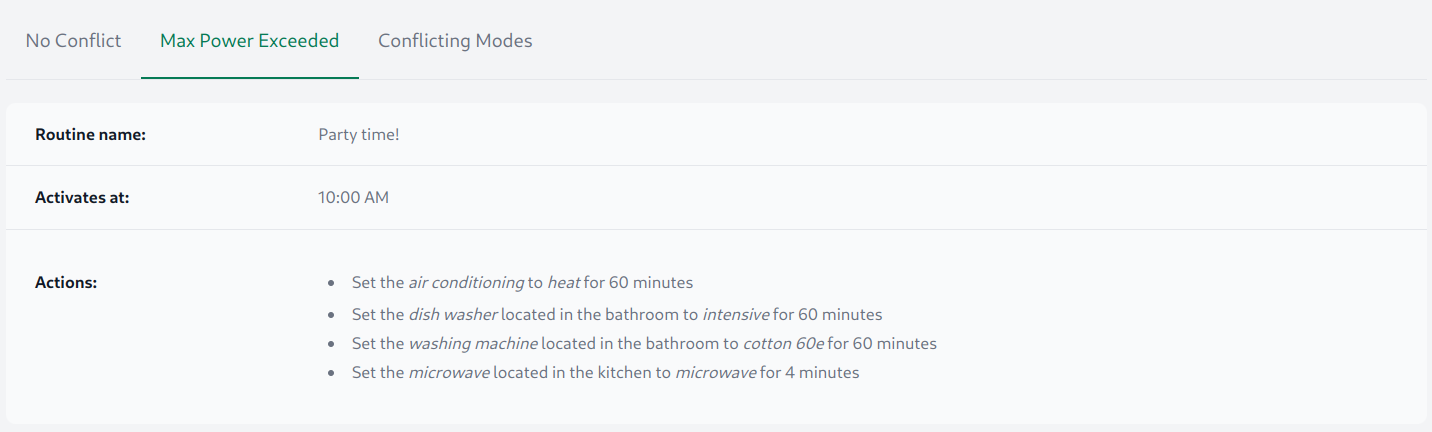 No Conflict Max Power Exceeded Conflicting Modes
Routine name: Party time!
Activates at: 10:00 AM
Actions:
• Set the air conditioning to heat for 60 minutes
• Set the dish washer located in the bathroom to intensive for 60 minutes
• Set the washing machine located in the bathroom to cotton 60e for 60 minutes
• Set the microwave located in the kitchen to microwave for 4 minutes